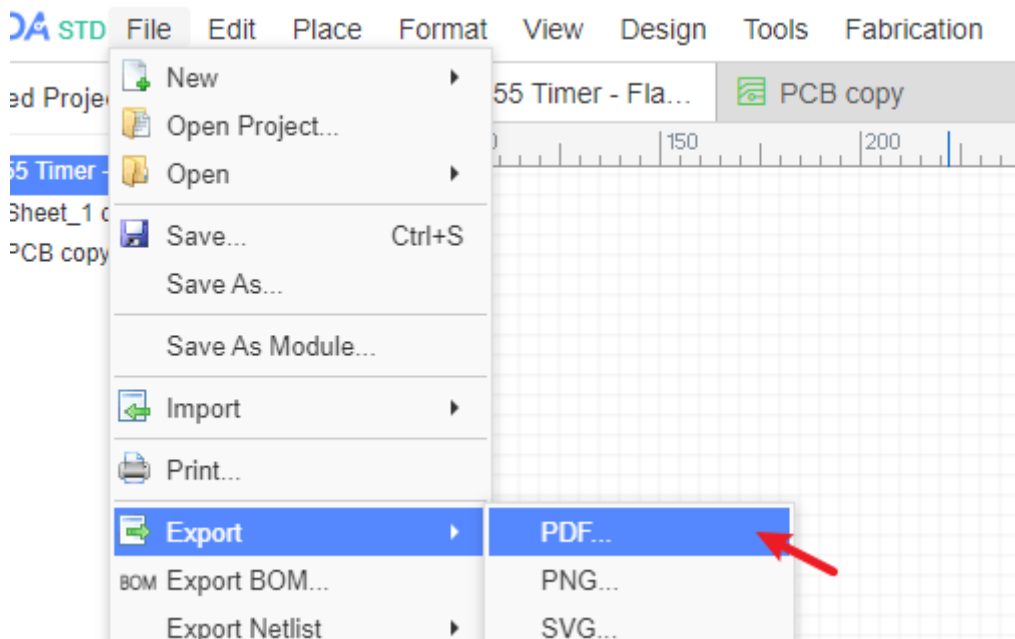 DA STD File Edit Place Format View Design Tools Fabrication
New
ed Proje
55 Timer - Fla... PCB copy
Open Project...
150 200
55 Timer -
Open
Sheet_1
PCB copy
Save... Ctrl+S
Save As...
Save As Module...
Import
Print...
Export PDF...
BOM Export BOM... PNG...
Export Netlist SVG...